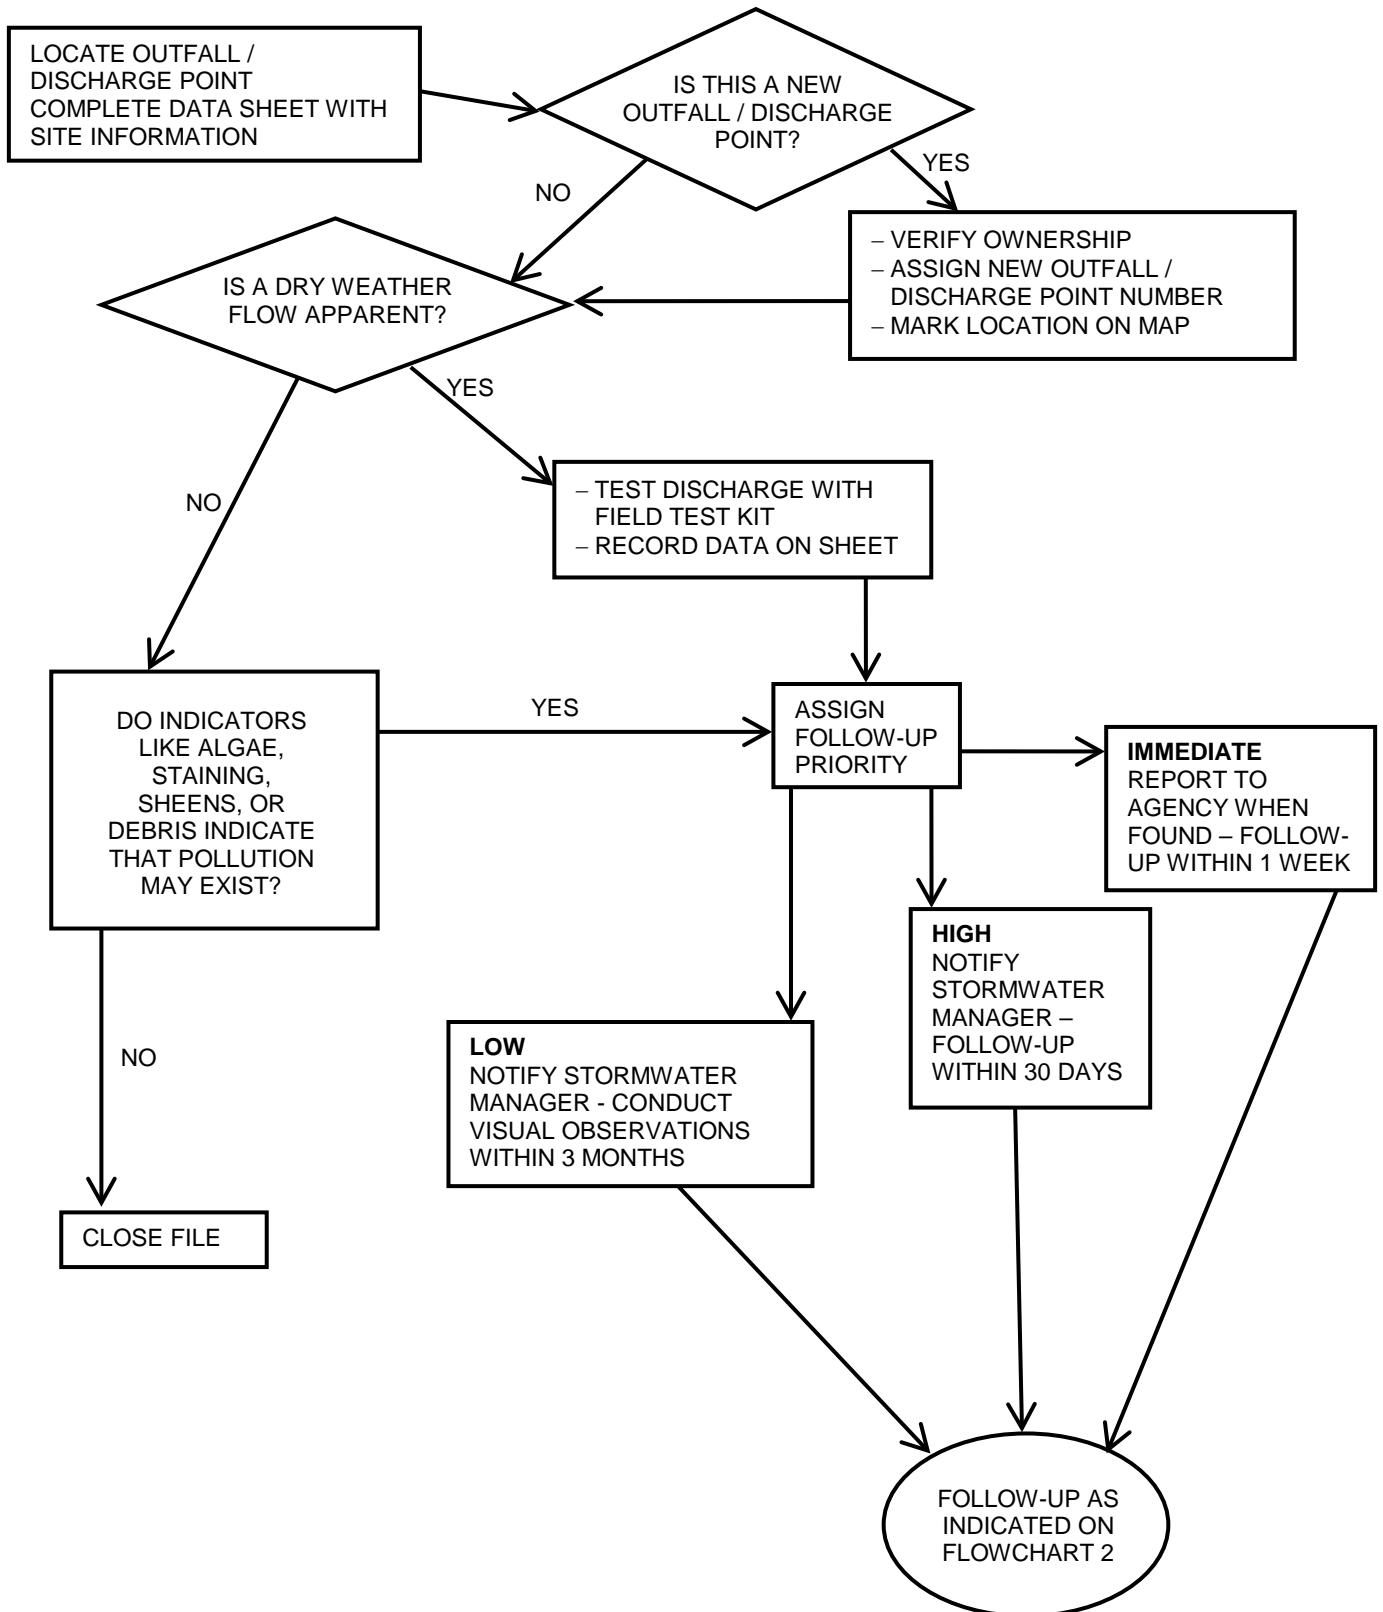 LOCATE OUTFALL /
DISCHARGE POINT
COMPLETE DATA SHEET WITH
SITE INFORMATION
IS THIS A NEW
OUTFALL / DISCHARGE
POINT?
YES
NO
– VERIFY OWNERSHIP
– ASSIGN NEW OUTFALL /
DISCHARGE POINT NUMBER
– MARK LOCATION ON MAP
IS A DRY WEATHER
FLOW APPARENT?
YES
NO
– TEST DISCHARGE WITH
FIELD TEST KIT
– RECORD DATA ON SHEET
DO INDICATORS
LIKE ALGAE,
STAINING,
SHEENS, OR
DEBRIS INDICATE
THAT POLLUTION
MAY EXIST?
YES
ASSIGN
FOLLOW-UP
PRIORITY
IMMEDIATE
REPORT TO
AGENCY WHEN
FOUND – FOLLOW-
UP WITHIN 1 WEEK
HIGH
NOTIFY
STORMWATER
MANAGER –
FOLLOW-UP
WITHIN 30 DAYS
LOW
NOTIFY STORMWATER
MANAGER - CONDUCT
VISUAL OBSERVATIONS
WITHIN 3 MONTHS
NO
CLOSE FILE
FOLLOW-UP AS
INDICATED ON
FLOWCHART 2